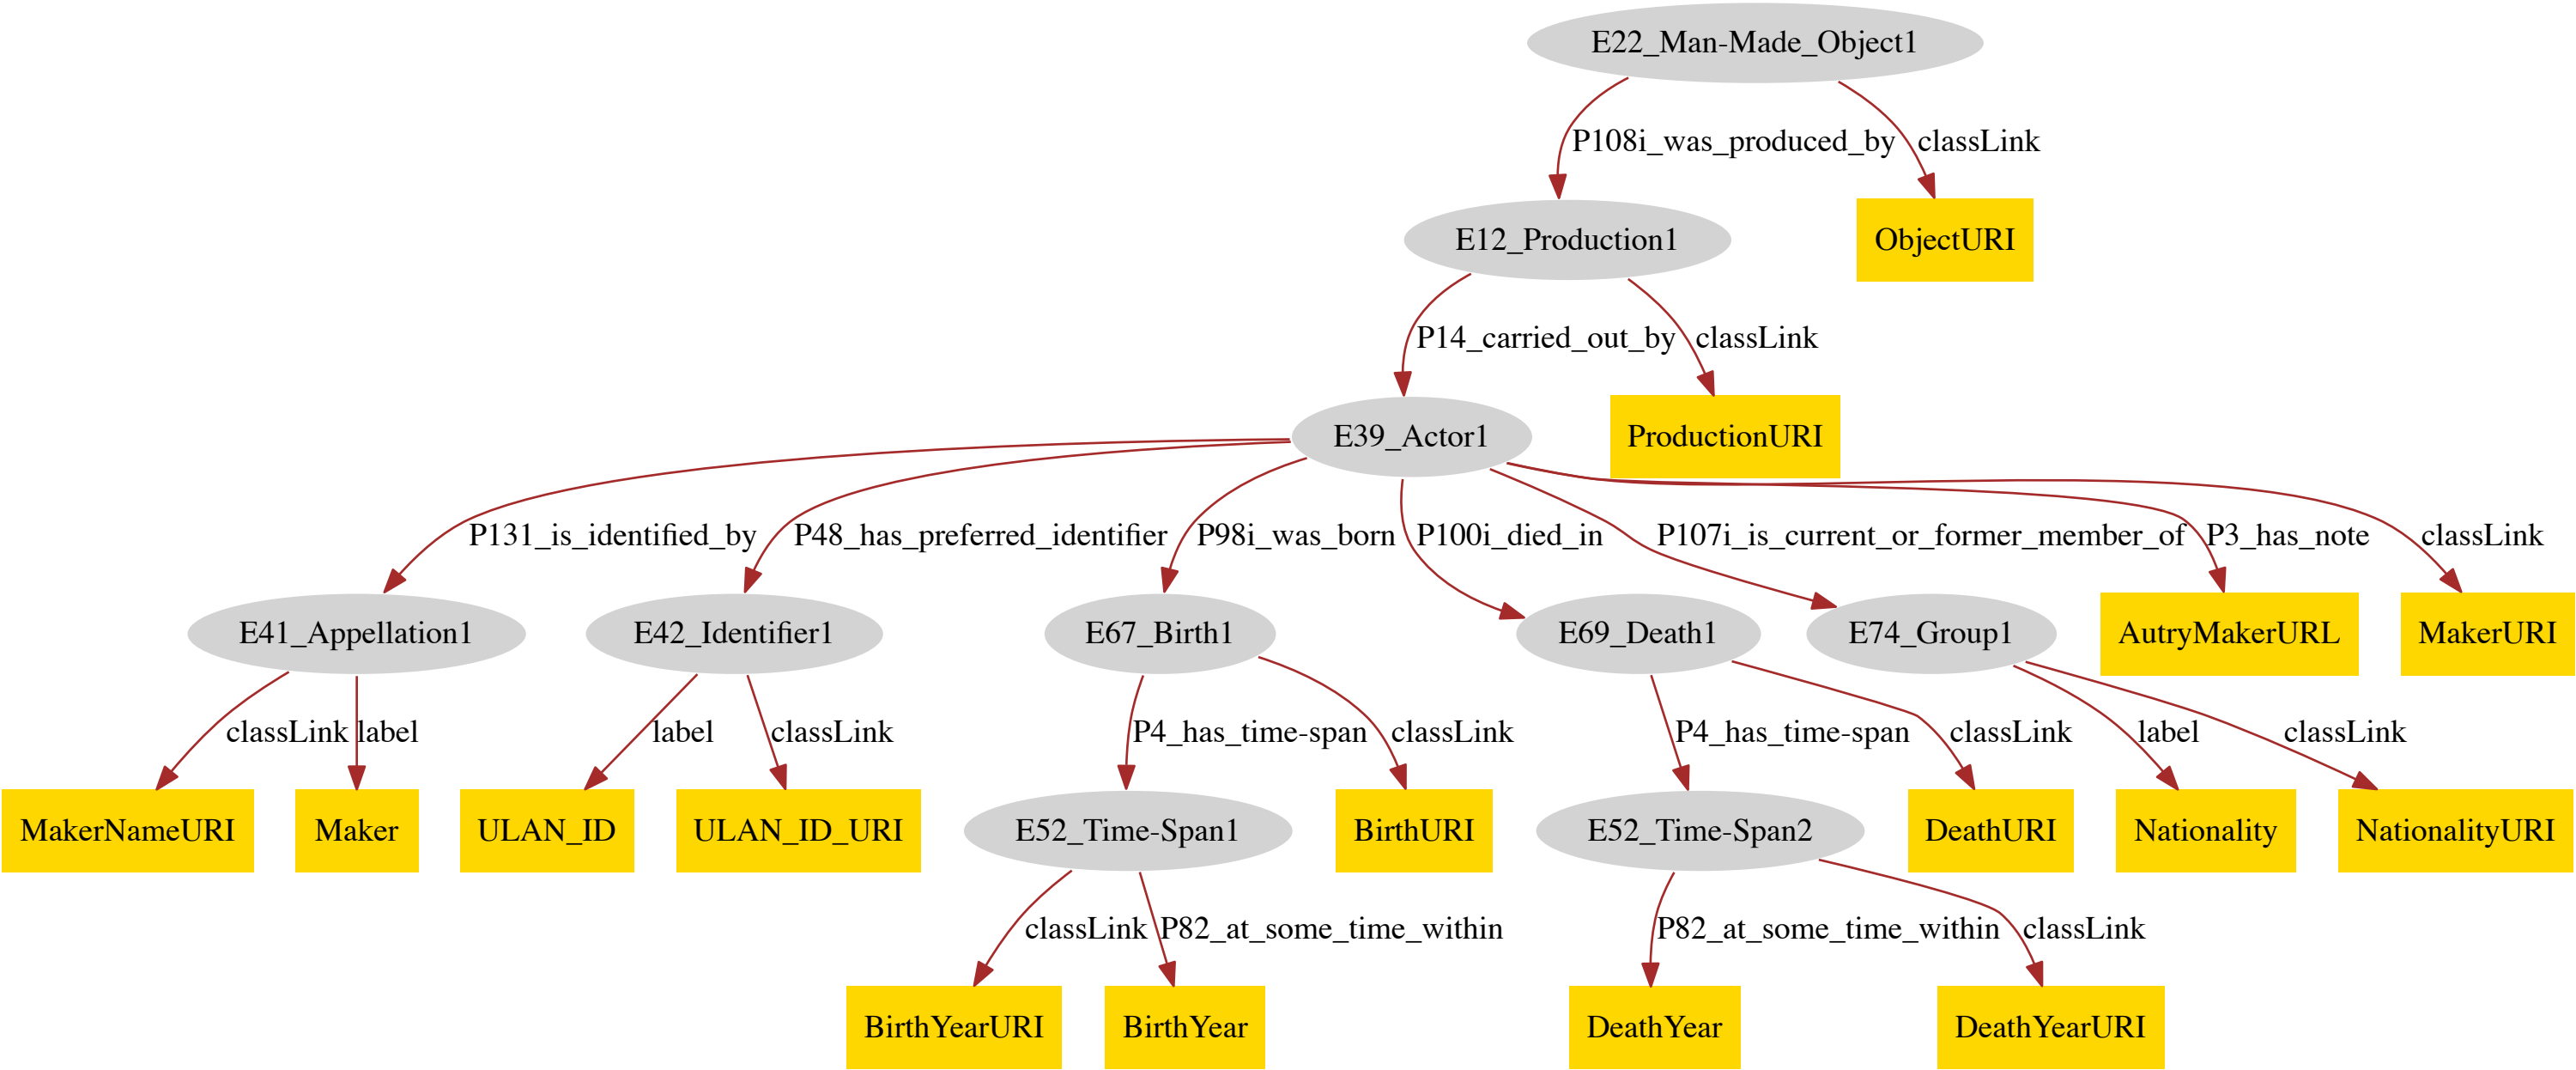 E22_Man-Made_Object1
P108i_was_produced_by
classLink
E12_Production1
ObjectURI
P14_carried_out_by
classLink
E39_Actor1
ProductionURI
P131_is_identified_by
P48_has_preferred_identifier
P98i_was_born
P100i_died_in
P107i_is_current_or_former_member_of
P3_has_note
classLink
E41_Appellation1
E42_Identifier1
E67_Birth1
E69_Death1
E74_Group1
AutryMakerURL
MakerURI
classLink
label
label
classLink
P4_has_time-span
classLink
P4_has_time-span
classLink
label
classLink
MakerNameURI
Maker
ULAN_ID
ULAN_ID_URI
E52_Time-Span1
BirthURI
E52_Time-Span2
DeathURI
Nationality
NationalityURI
classLink
P82_at_some_time_within
P82_at_some_time_within
classLink
BirthYearURI
BirthYear
DeathYear
DeathYearURI